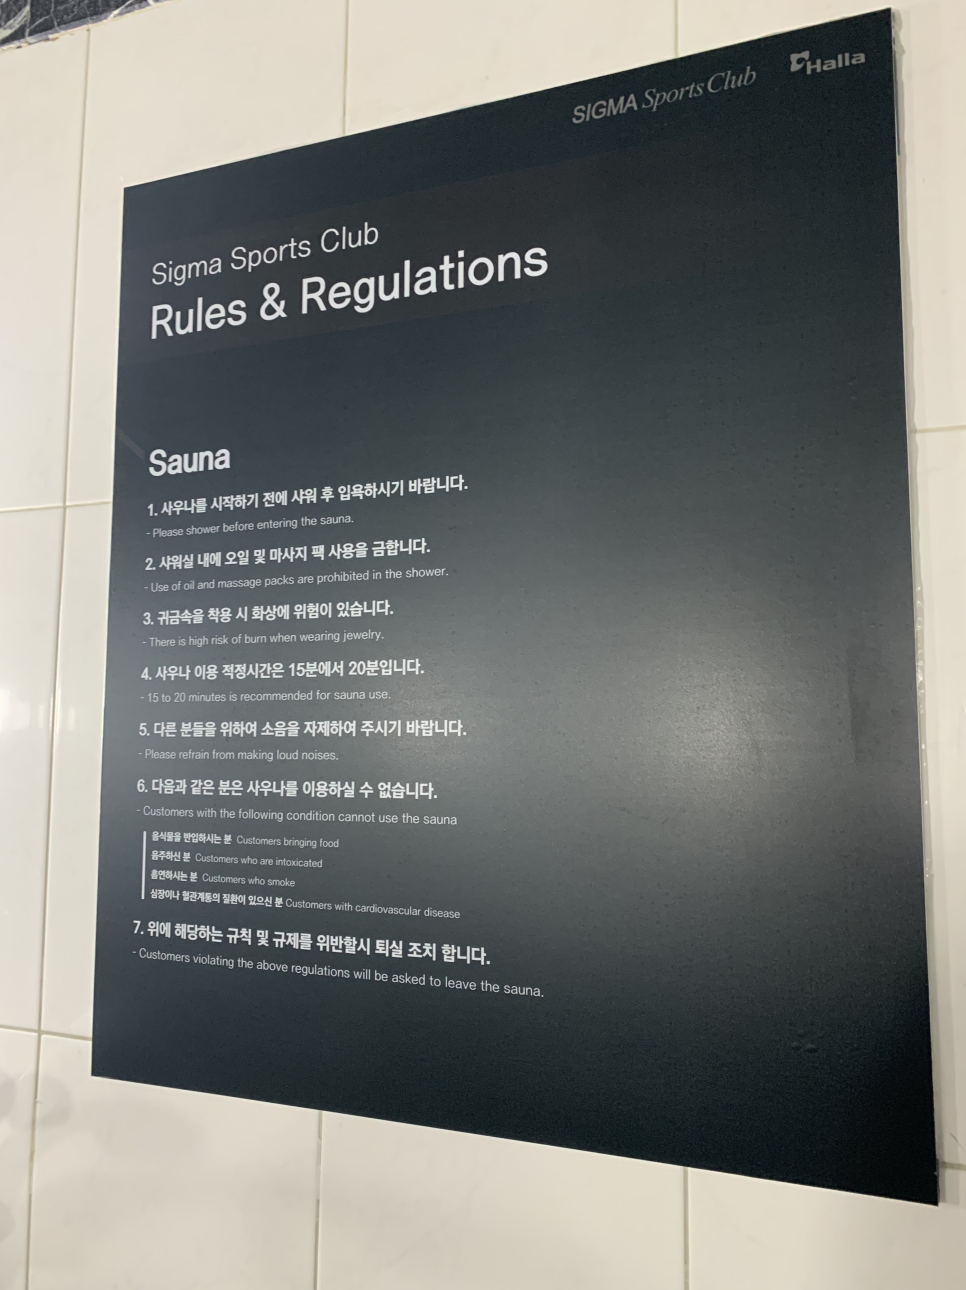 SIGMA Sports Club
Halla
Sigma Sports Club
Rules & Regulations
Sauna
1. 사우나를 시작하기 전에 샤워 후 입욕하시기 바랍니다.
- Please shower before entering the sauna.
2. 샤워실 내에 오일 및 마사지 팩 사용을 금합니다.
- Use of oil and massage packs are prohibited in the shower.
3. 귀금속을 착용 시 화상에 위험이 있습니다.
- There is high risk of burn when wearing jewelry.
4. 사우나 이용 적정시간은 15분에서 20분입니다.
- 15 to 20 minutes is recommended for sauna use.
5. 다른 분들을 위하여 소음을 자제하여 주시기 바랍니다.
- Please refrain from making loud noises.
6. 다음과 같은 분은 사우나를 이용하실 수 없습니다.
- Customers with the following condition cannot use the sauna
음식물을 반입하시는 분 Customers bringing food
음주하신 분 Customers who are intoxicated
흡연하시는 분 Customers who smoke
심장이나 혈관계통의 질환이 있으신 분 Customers with cardiovascular disease
7. 위에 해당하는 규칙 및 규제를 위반할시 퇴실 조치 합니다.
- Customers violating the above regulations will be asked to leave the sauna.